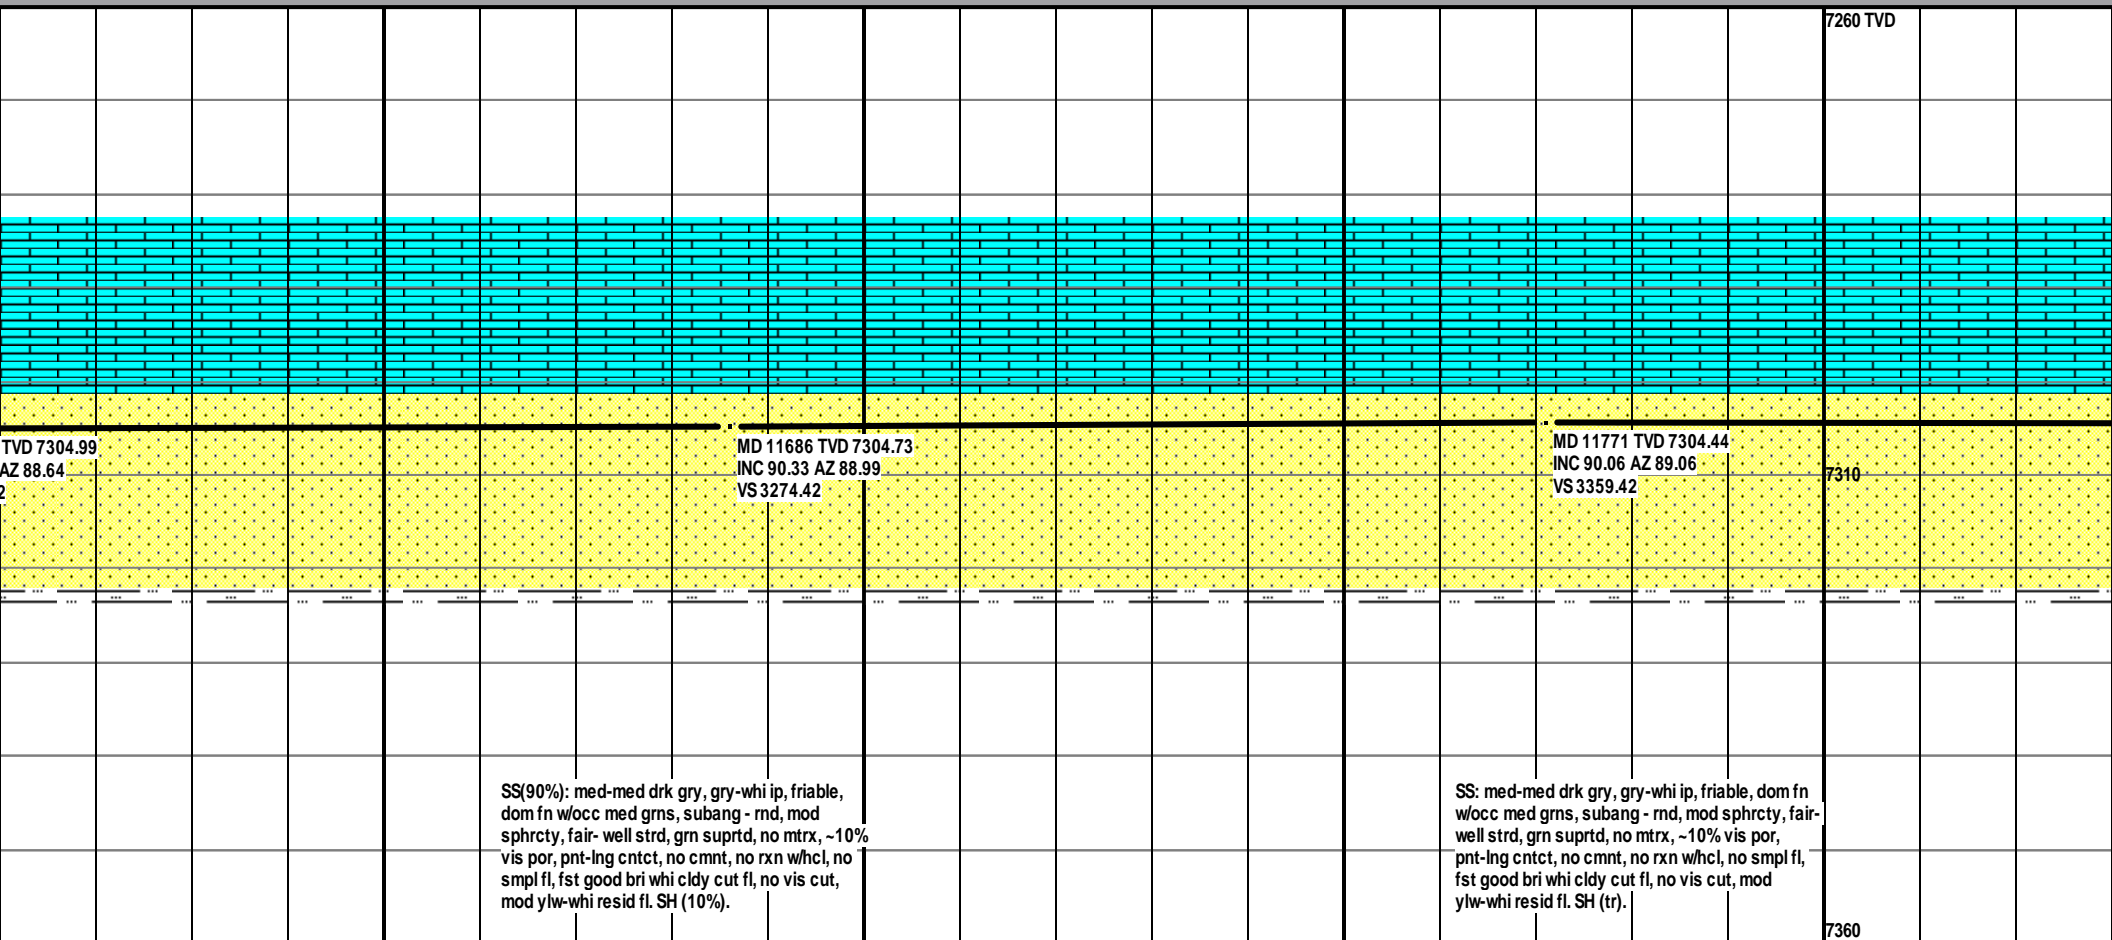 7260 TVD
TVD 7304.99
AZ 88.64
2
MD 11686 TVD 7304.73
INC 90.33 AZ 88.99
VS 3274.42
MD 11771 TVD 7304.44
INC 90.06 AZ 89.06
VS 3359.42
7310
SS(90%): med-med drk gry, gry-whi ip, friable,
dom fn w/occ med grns, subang - rnd, mod
sphrcty, fair- well strd, grn suprtd, no mtrx, ~10%
vis por, pnt-lng cntct, no cmnt, no rxn w/hcl, no
smpl fl, fst good bri whi cldy cut fl, no vis cut,
mod ylw-whi resid fl. SH (10%).
SS: med-med drk gry, gry-whi ip, friable, dom fn
w/occ med grns, subang - rnd, mod sphrcty, fair-
well strd, grn suprtd, no mtrx, ~10% vis por,
pnt-lng cntct, no cmnt, no rxn w/hcl, no smpl fl,
fst good bri whi cldy cut fl, no vis cut, mod
ylw-whi resid fl. SH (tr).
7360